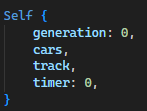 Self {
    generation: 0,
    cars,
    track,
    timer: 0,
}